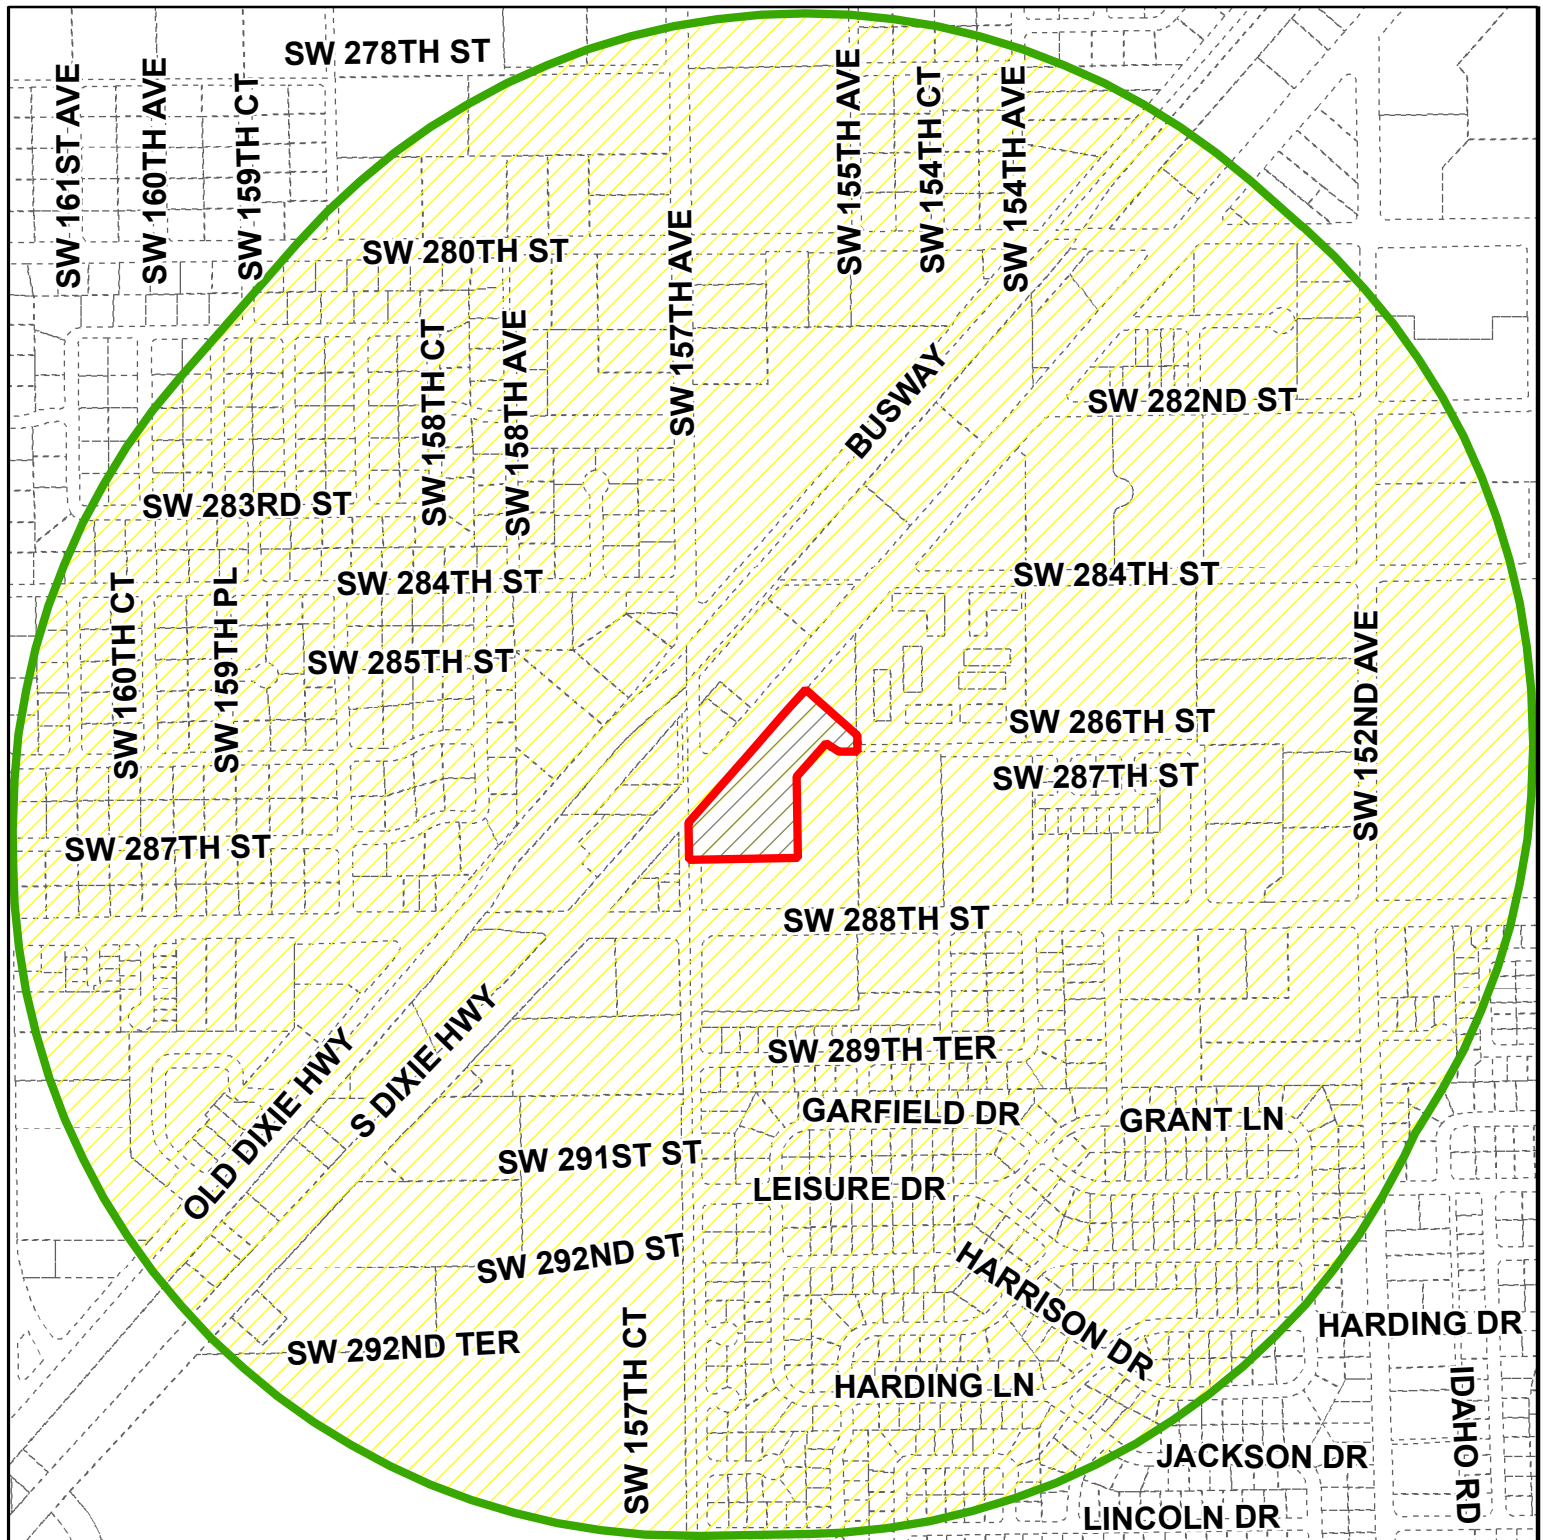 SW 278TH ST
SW 161ST AVE
SW 160TH AVE
SW 159TH CT
SW 155TH AVE
SW 154TH CT
SW 154TH AVE
SW 280TH ST
SW 157TH AVE
SW 158TH CT
SW 158TH AVE
BUSWAY
SW 282ND ST
SW 283RD ST
SW 284TH ST
SW 284TH ST
SW 160TH CT
SW 159TH PL
SW 285TH ST
SW 152ND AVE
SW 286TH ST
SW 287TH ST
SW 287TH ST
SW 288TH ST
OLD DIXIE HWY
S DIXIE HWY
SW 289TH TER
GARFIELD DR
GRANT LN
SW 291ST ST
LEISURE DR
SW 292ND ST
HARRISON DR
HARDING DR
SW 292ND TER
SW 157TH CT
HARDING LN
IDAHO RD
JACKSON DR
LINCOLN DR